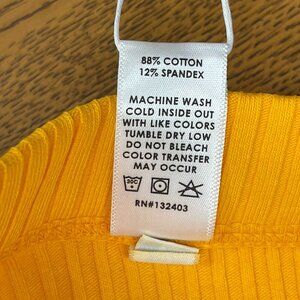 88% COTTON
12% SPANDEX
MACHINE WASH
COLD INSIDE OUT
WITH LIKE COLORS
TUMBLE DRY LOW
DO NOT BLEACH
COLOR TRANSFER
MAY OCCUR
30C
RN#132403